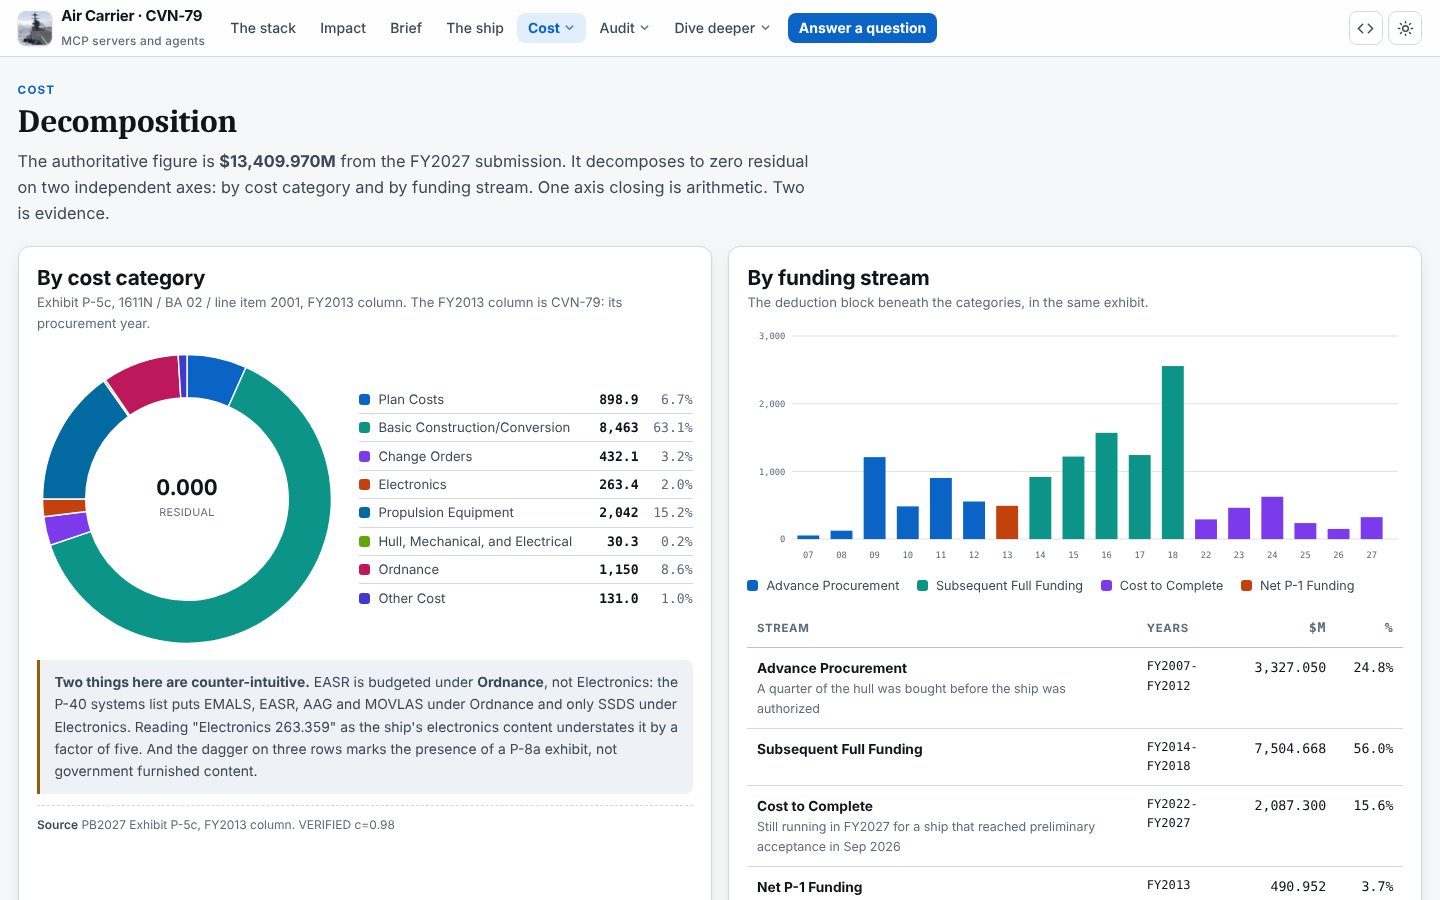 Air Carrier · CVN-79
MCP servers and agents
The stack
Impact
Brief
The ship
Cost
Audit
Dive deeper
Answer a question
COST
Decomposition
The authoritative figure is $13,409.970M from the FY2027 submission. It decomposes to zero residual
on two independent axes: by cost category and by funding stream. One axis closing is arithmetic. Two
is evidence.
By cost category
Exhibit P-5c, 1611N / BA 02 / line item 2001, FY2013 column. The FY2013 column is CVN-79: its
procurement year.
0.000
RESIDUAL
Plan Costs 898.9 6.7%
Basic Construction/Conversion 8,463 63.1%
Change Orders 432.1 3.2%
Electronics 263.4 2.0%
Propulsion Equipment 2,042 15.2%
Hull, Mechanical, and Electrical 30.3 0.2%
Ordnance 1,150 8.6%
Other Cost 131.0 1.0%
Two things here are counter-intuitive. EASR is budgeted under Ordnance, not Electronics: the
P-40 systems list puts EMALS, EASR, AAG and MOVLAS under Ordnance and only SSDS under
Electronics. Reading "Electronics 263.359" as the ship's electronics content understates it by a
factor of five. And the dagger on three rows marks the presence of a P-8a exhibit, not
government furnished content.
Source PB2027 Exhibit P-5c, FY2013 column. VERIFIED c=0.98
By funding stream
The deduction block beneath the categories, in the same exhibit.
3,000
2,000
1,000
0
07 08 09 10 11 12 13 14 15 16 17 18 22 23 24 25 26 27
Advance Procurement Subsequent Full Funding Cost to Complete Net P-1 Funding
STREAM YEARS $M %
Advance Procurement FY2007- 3,327.050 24.8%
FY2012
A quarter of the hull was bought before the ship was
authorized
Subsequent Full Funding FY2014- 7,504.668 56.0%
FY2018
Cost to Complete FY2022- 2,087.300 15.6%
FY2027
Still running in FY2027 for a ship that reached preliminary
acceptance in Sep 2026
Net P-1 Funding FY2013 490.952 3.7%